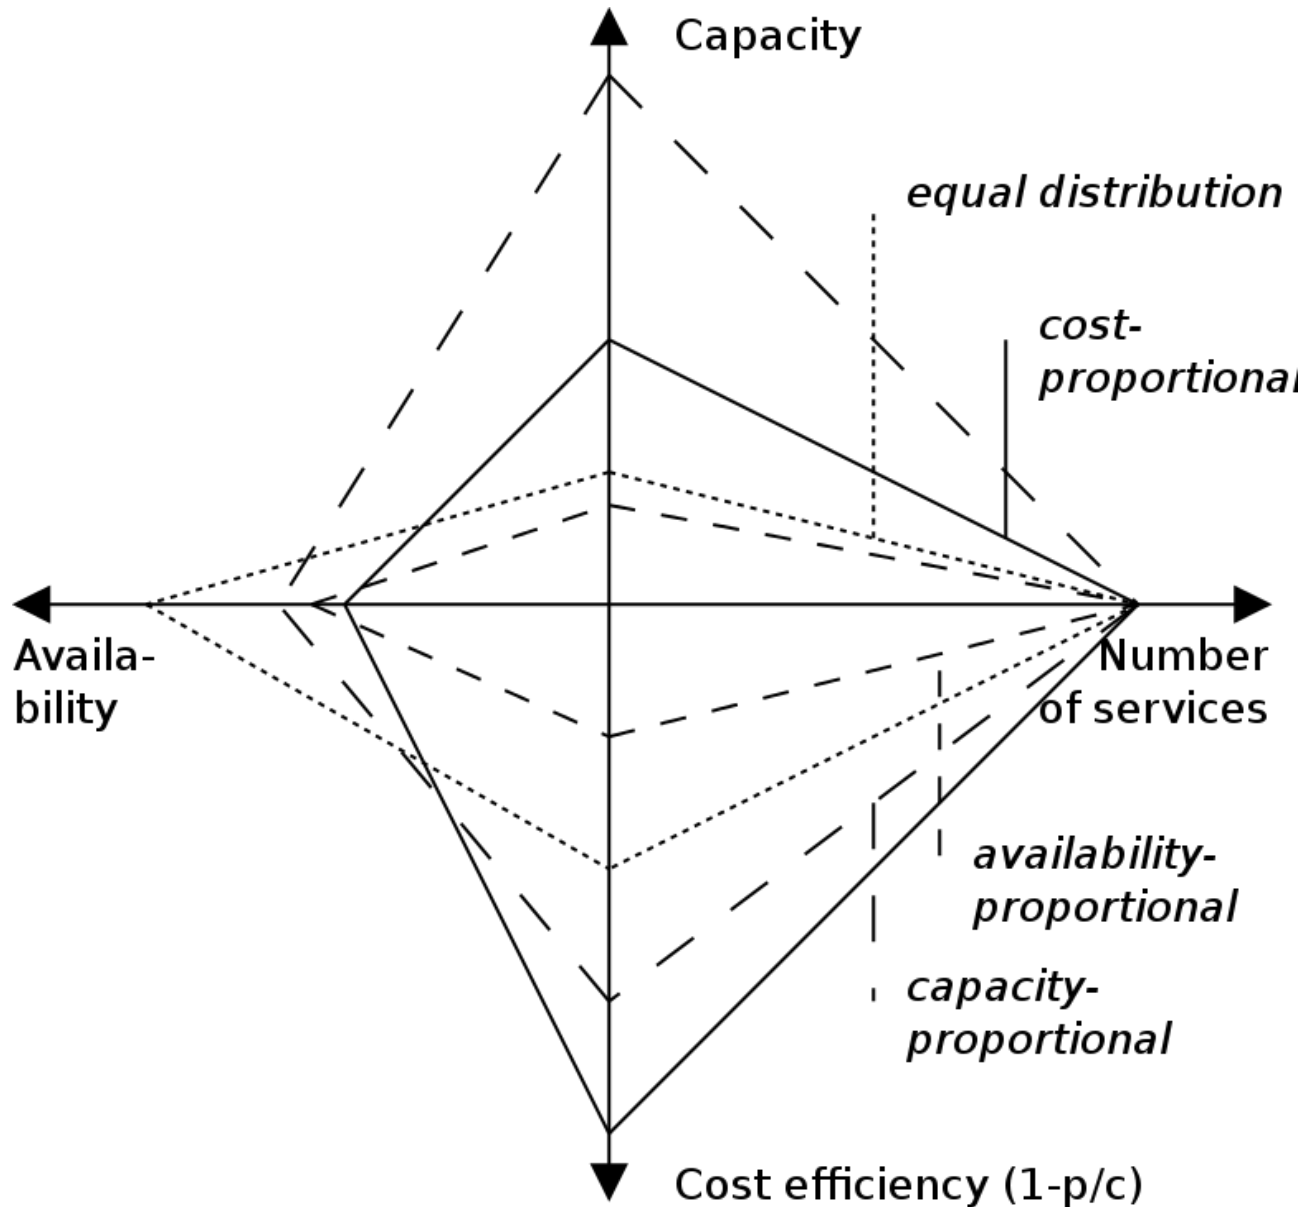 Capacity
equal distribution
cost-
proportional
Availa-
bility
Number
of services
availability-
proportional
capacity-
proportional
Cost efficiency (1-p/c)